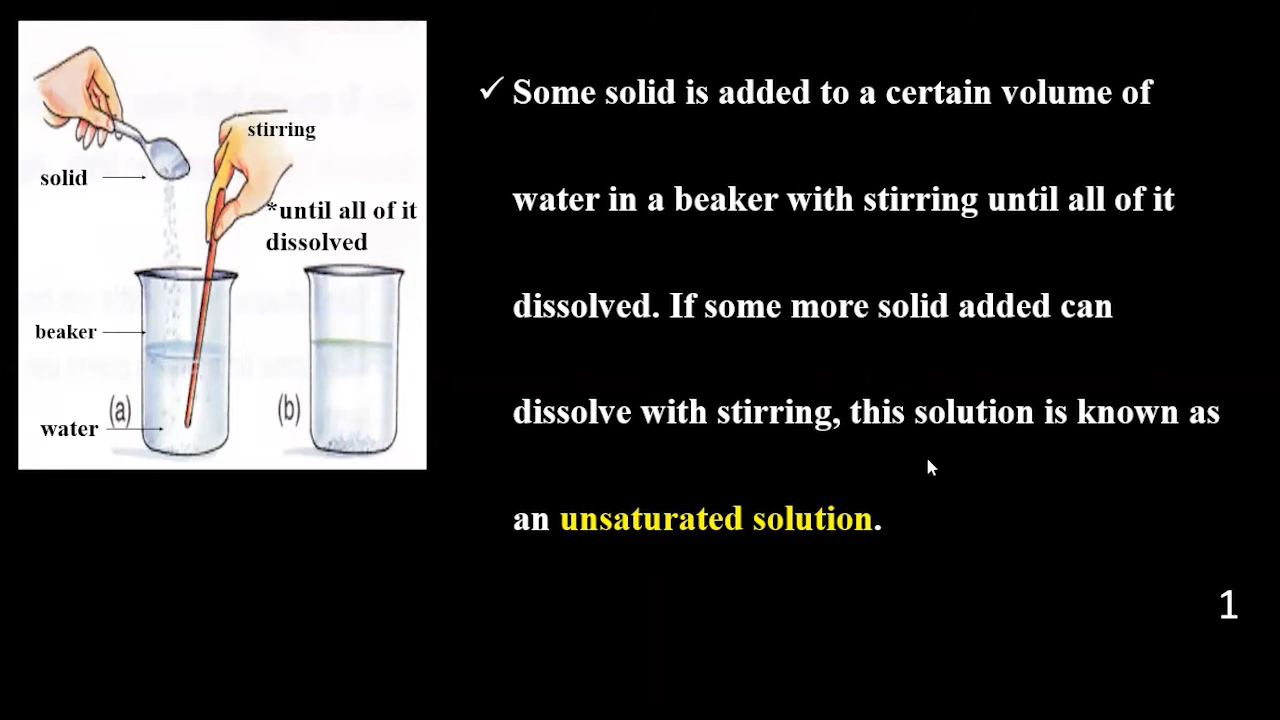 stirring
solid
*until all of it
dissolved
beaker
(a)
(b)
water
✓ Some solid is added to a certain volume of
water in a beaker with stirring until all of it
dissolved. If some more solid added can
dissolve with stirring, this solution is known as
an unsaturated solution.
1